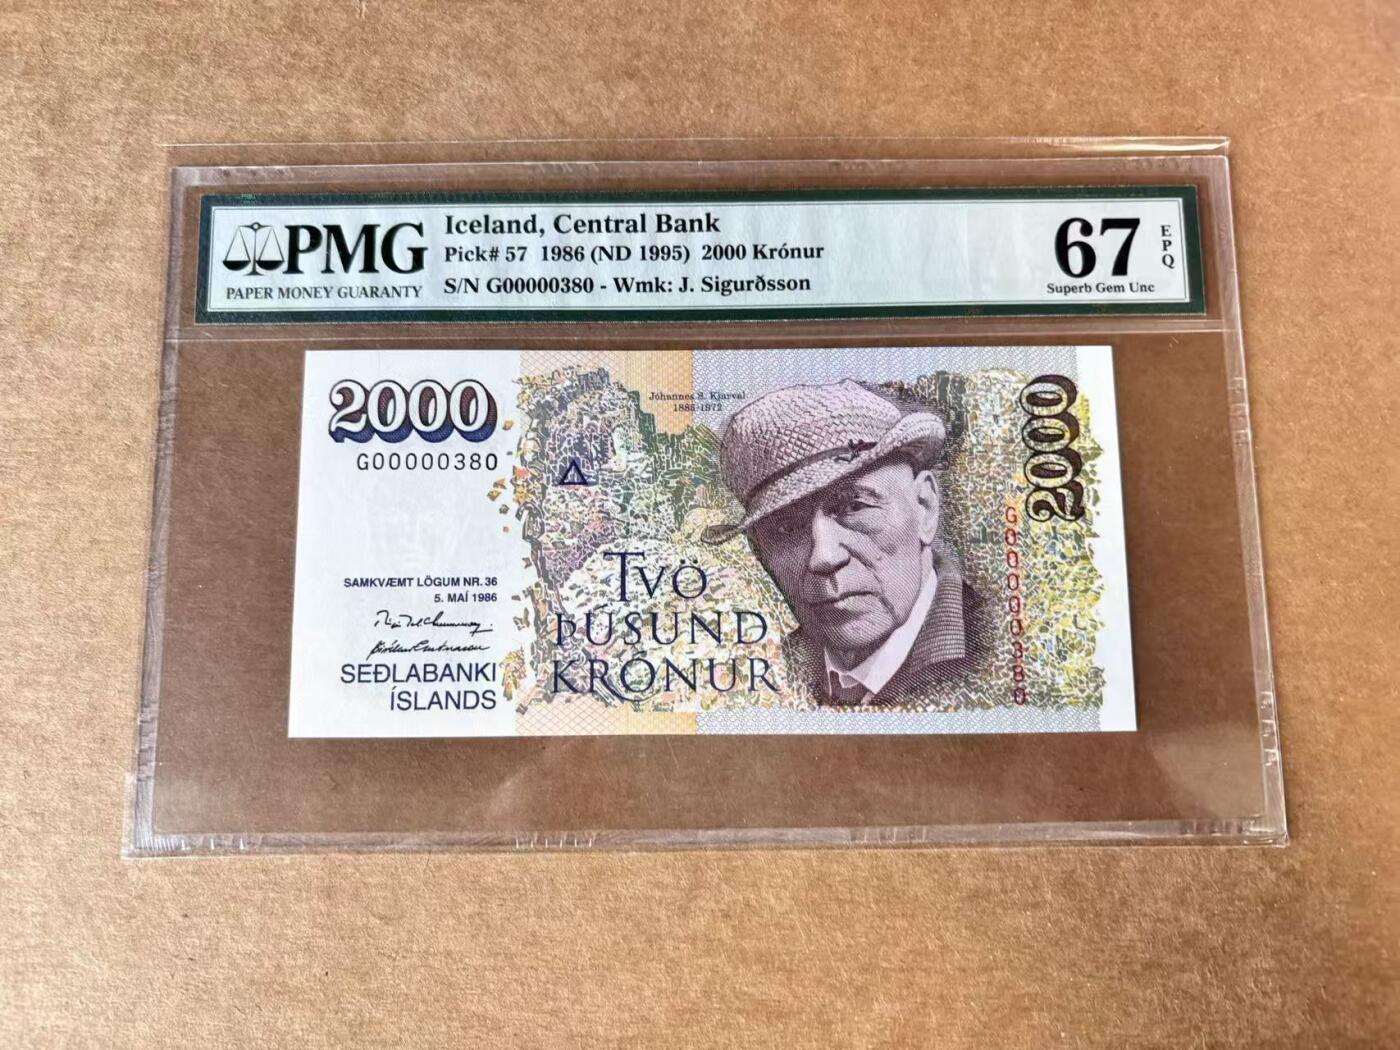 PMG
PAPER MONEY GUARANTY
Iceland, Central Bank
Pick# 57 1986 (ND 1995) 2000 Krónur
S/N G00000380 - Wmk: J. Sigurðsson
67
EPQ
Superb Gem Unc
2000
G00000380
Jóhannes S. Kjarval
1885-1972
2000
G00000380
SAMKVÆMT LÖGUM NR. 36
5. MAÍ 1986
SEÐLABANKI
ÍSLANDS
TVÖ
ÞÚSUND
KRÓNUR